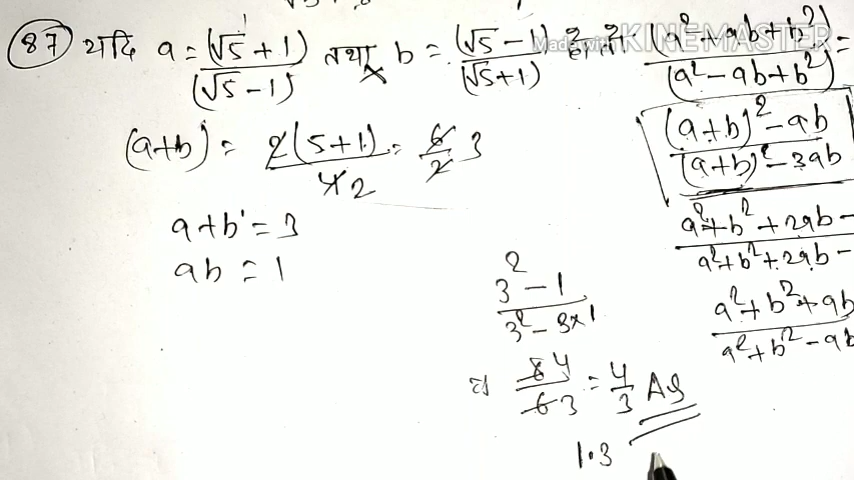 (87) यदि a = (√5+1)/(√5-1) तथा b = (√5-1)/(√5+1) हो तो (a²+ab+b²)/(a²-ab+b²) =
Made with KINEMASTER
(a+b) = 2(5+1)/4 2 = 6/2 3
(a+b)²-ab/(a+b)²-3ab
a+b = 3
ab = 1
a²+b²+2ab-/a²+b²+2ab-
3²-1/3²-3×1
a²+b²+ab/a²+b²-ab
8 4/6 3 = 4/3 AS
1.3